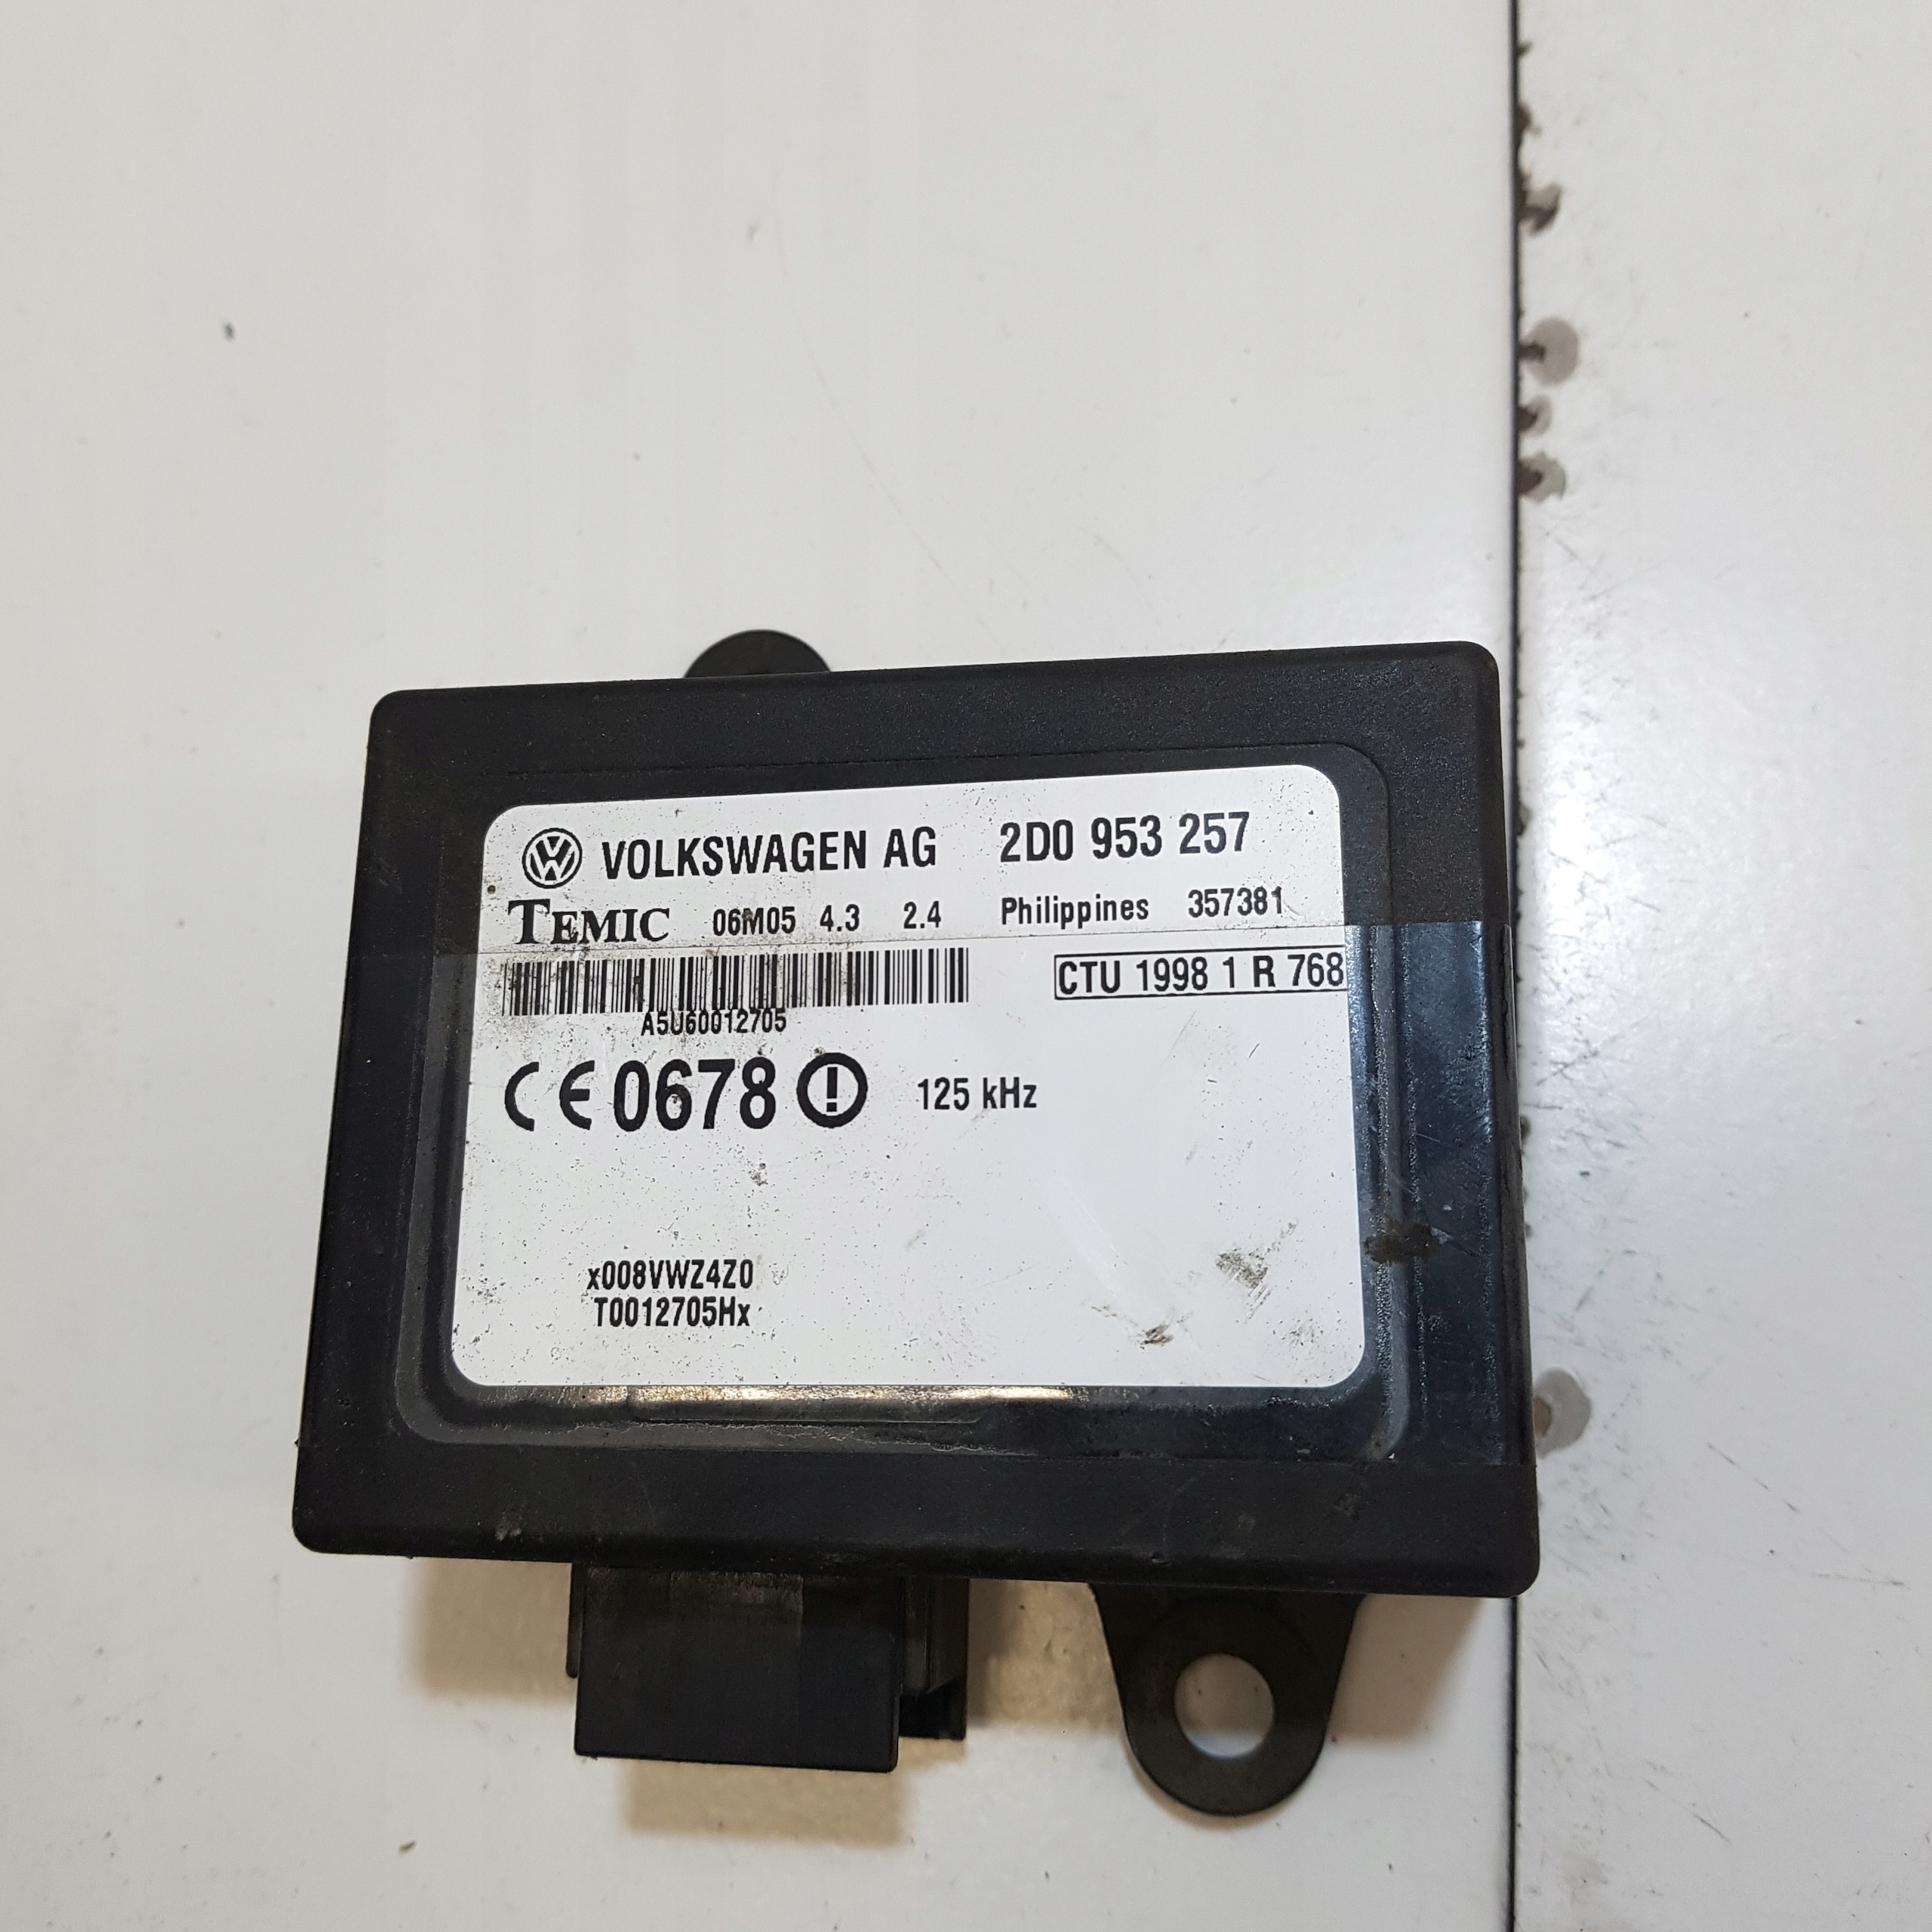 VOLKSWAGEN AG 2D0 953 257
TEMIC 06M05 4.3 2.4 Philippines 357381
CTU 1998 1 R 768
A5U60012705
CE 0678 125 kHz
x008VWZ4Z0
T0012705Hx